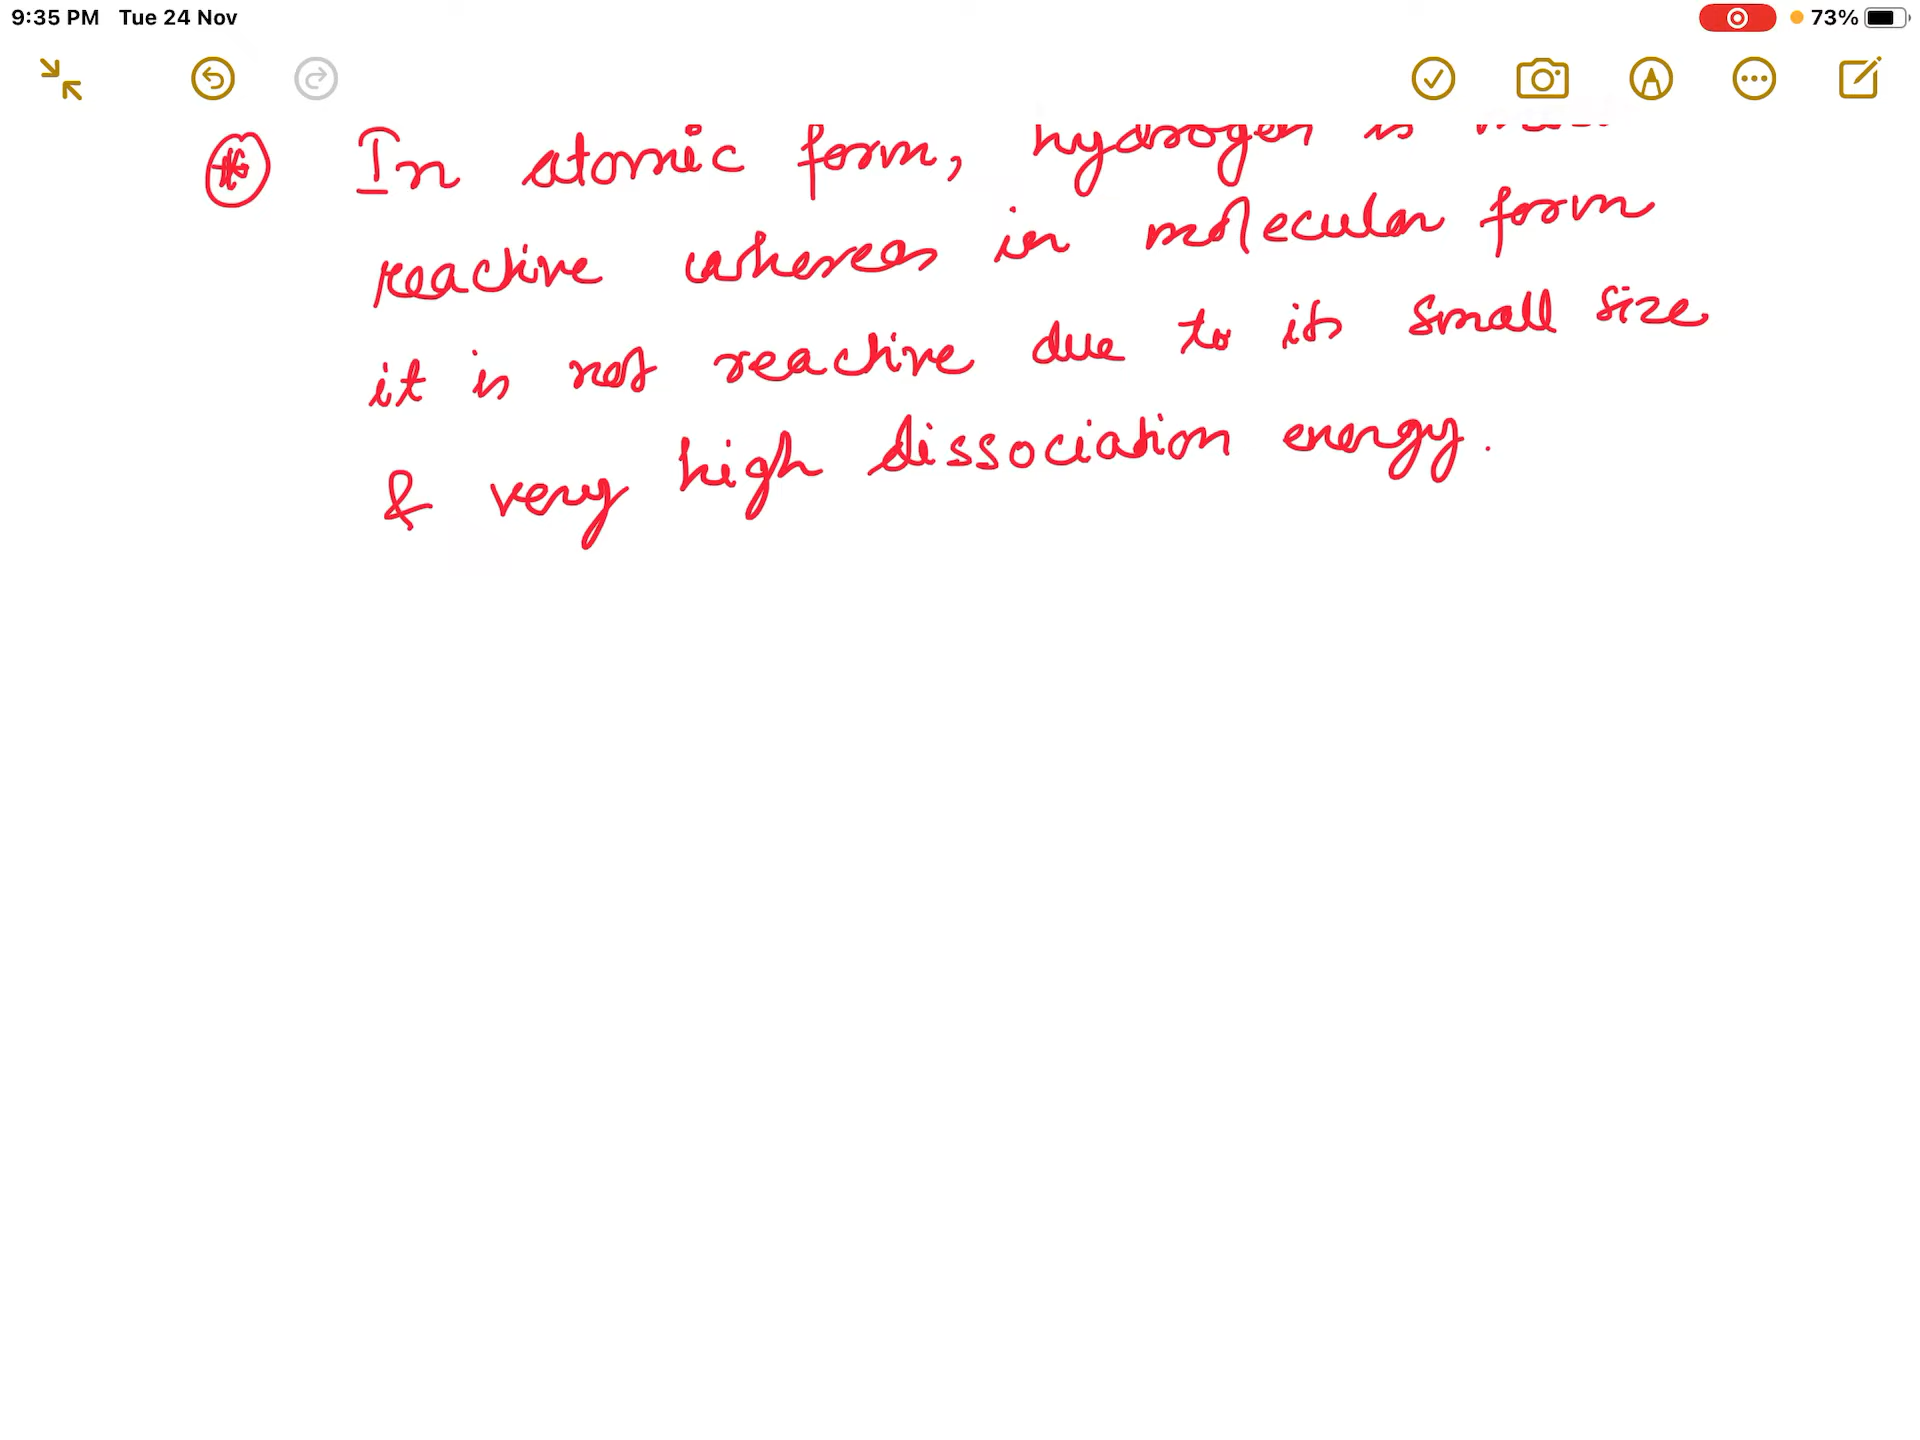 9:35 PM Tue 24 Nov
73%
In atomic form, hydrogen is
reactive whereas in molecular form
it is not reactive due to its small size
& very high dissociation energy.